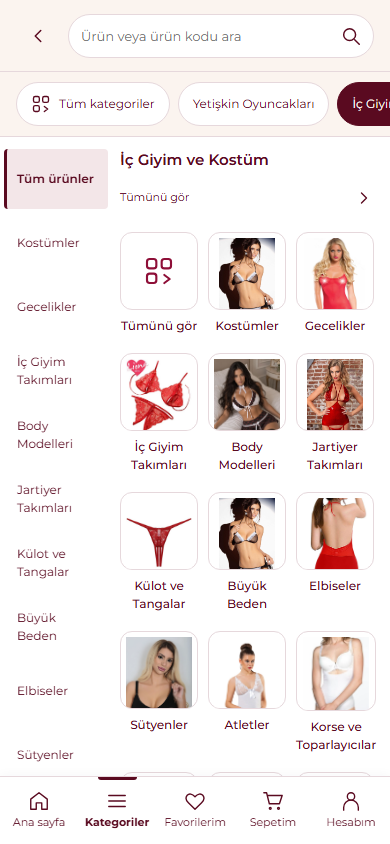 Ürün veya ürün kodu ara
Tüm kategoriler
Yetişkin Oyuncakları
İç Giyi
Tüm ürünler
Kostümler
Gecelikler
İç Giyim
Takımları
Body
Modelleri
Jartiyer
Takımları
Külot ve
Tangalar
Büyük
Beden
Elbiseler
Sütyenler
İç Giyim ve Kostüm
Tümünü gör
Tümünü gör
Kostümler
Gecelikler
İç Giyim
Takımları
Body
Modelleri
Jartiyer
Takımları
Külot ve
Tangalar
Büyük
Beden
Elbiseler
Sütyenler
Atletler
Korse ve
Toparlayıcılar
Ana sayfa
Kategoriler
Favorilerim
Sepetim
Hesabım